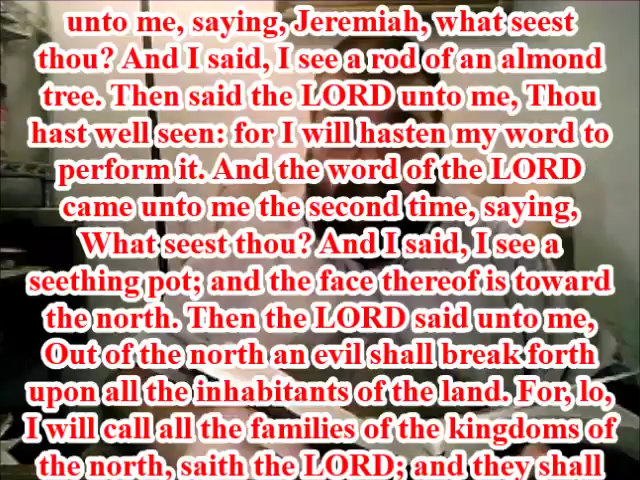 unto me, saying, Jeremiah, what seest
thou? And I said, I see a rod of an almond
tree. Then said the LORD unto me, Thou
hast well seen: for I will hasten my word to
perform it. And the word of the LORD
came unto me the second time, saying,
What seest thou? And I said, I see a
seething pot; and the face thereof is toward
the north. Then the LORD said unto me,
Out of the north an evil shall break forth
upon all the inhabitants of the land. For, lo,
I will call all the families of the kingdoms of
the north, saith the LORD; and they shall